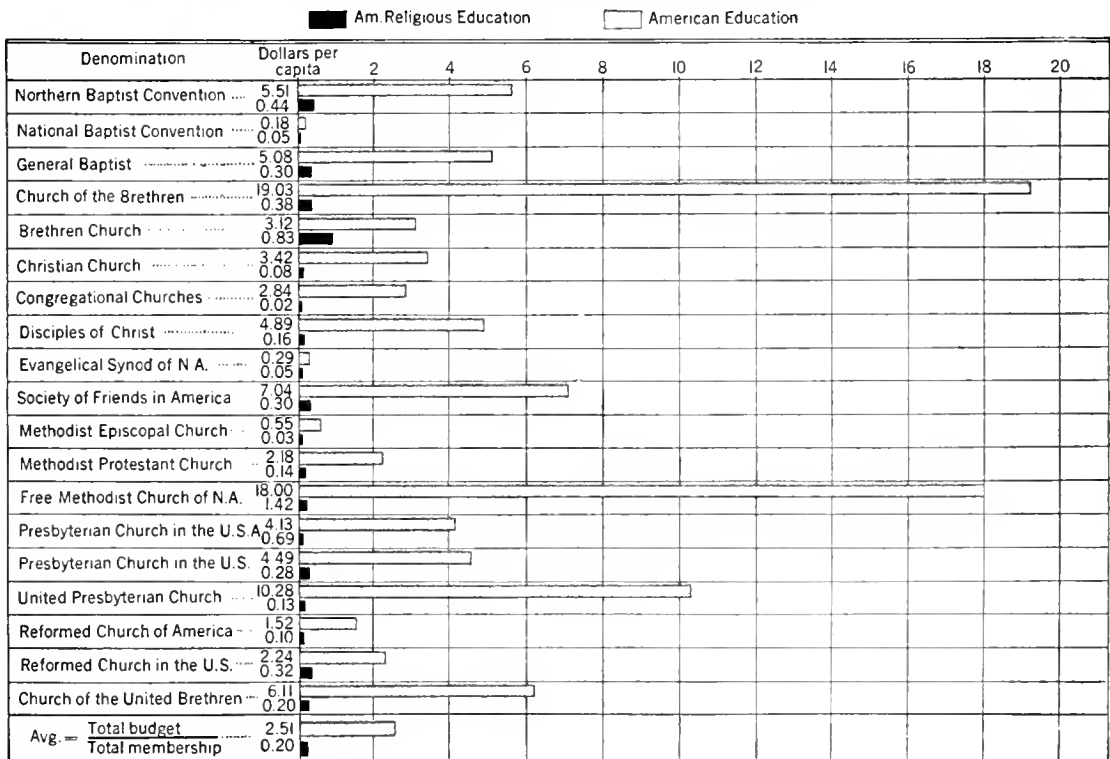 Am. Religious Education American Education
Denomination Dollars per capita 2 4 6 8 10 12 14 16 18 20
Northern Baptist Convention 5.51
0.44
National Baptist Convention 0.18
0.05
General Baptist 5.08
0.30
Church of the Brethren 19.03
0.38
Brethren Church 3.12
0.83
Christian Church 3.42
0.08
Congregational Churches 2.84
0.02
Disciples of Christ 4.89
0.16
Evangelical Synod of N.A. 0.29
0.05
Society of Friends in America 7.04
0.30
Methodist Episcopal Church 0.55
0.03
Methodist Protestant Church 2.18
0.14
Free Methodist Church of N.A. 18.00
1.42
Presbyterian Church in the U.S.A. 4.13
0.69
Presbyterian Church in the U.S. 4.49
0.28
United Presbyterian Church 10.28
0.13
Reformed Church of America 1.52
0.10
Reformed Church in the U.S. 2.24
0.32
Church of the United Brethren 6.11
0.20
Avg. = Total budget 2.51
Total membership 0.20